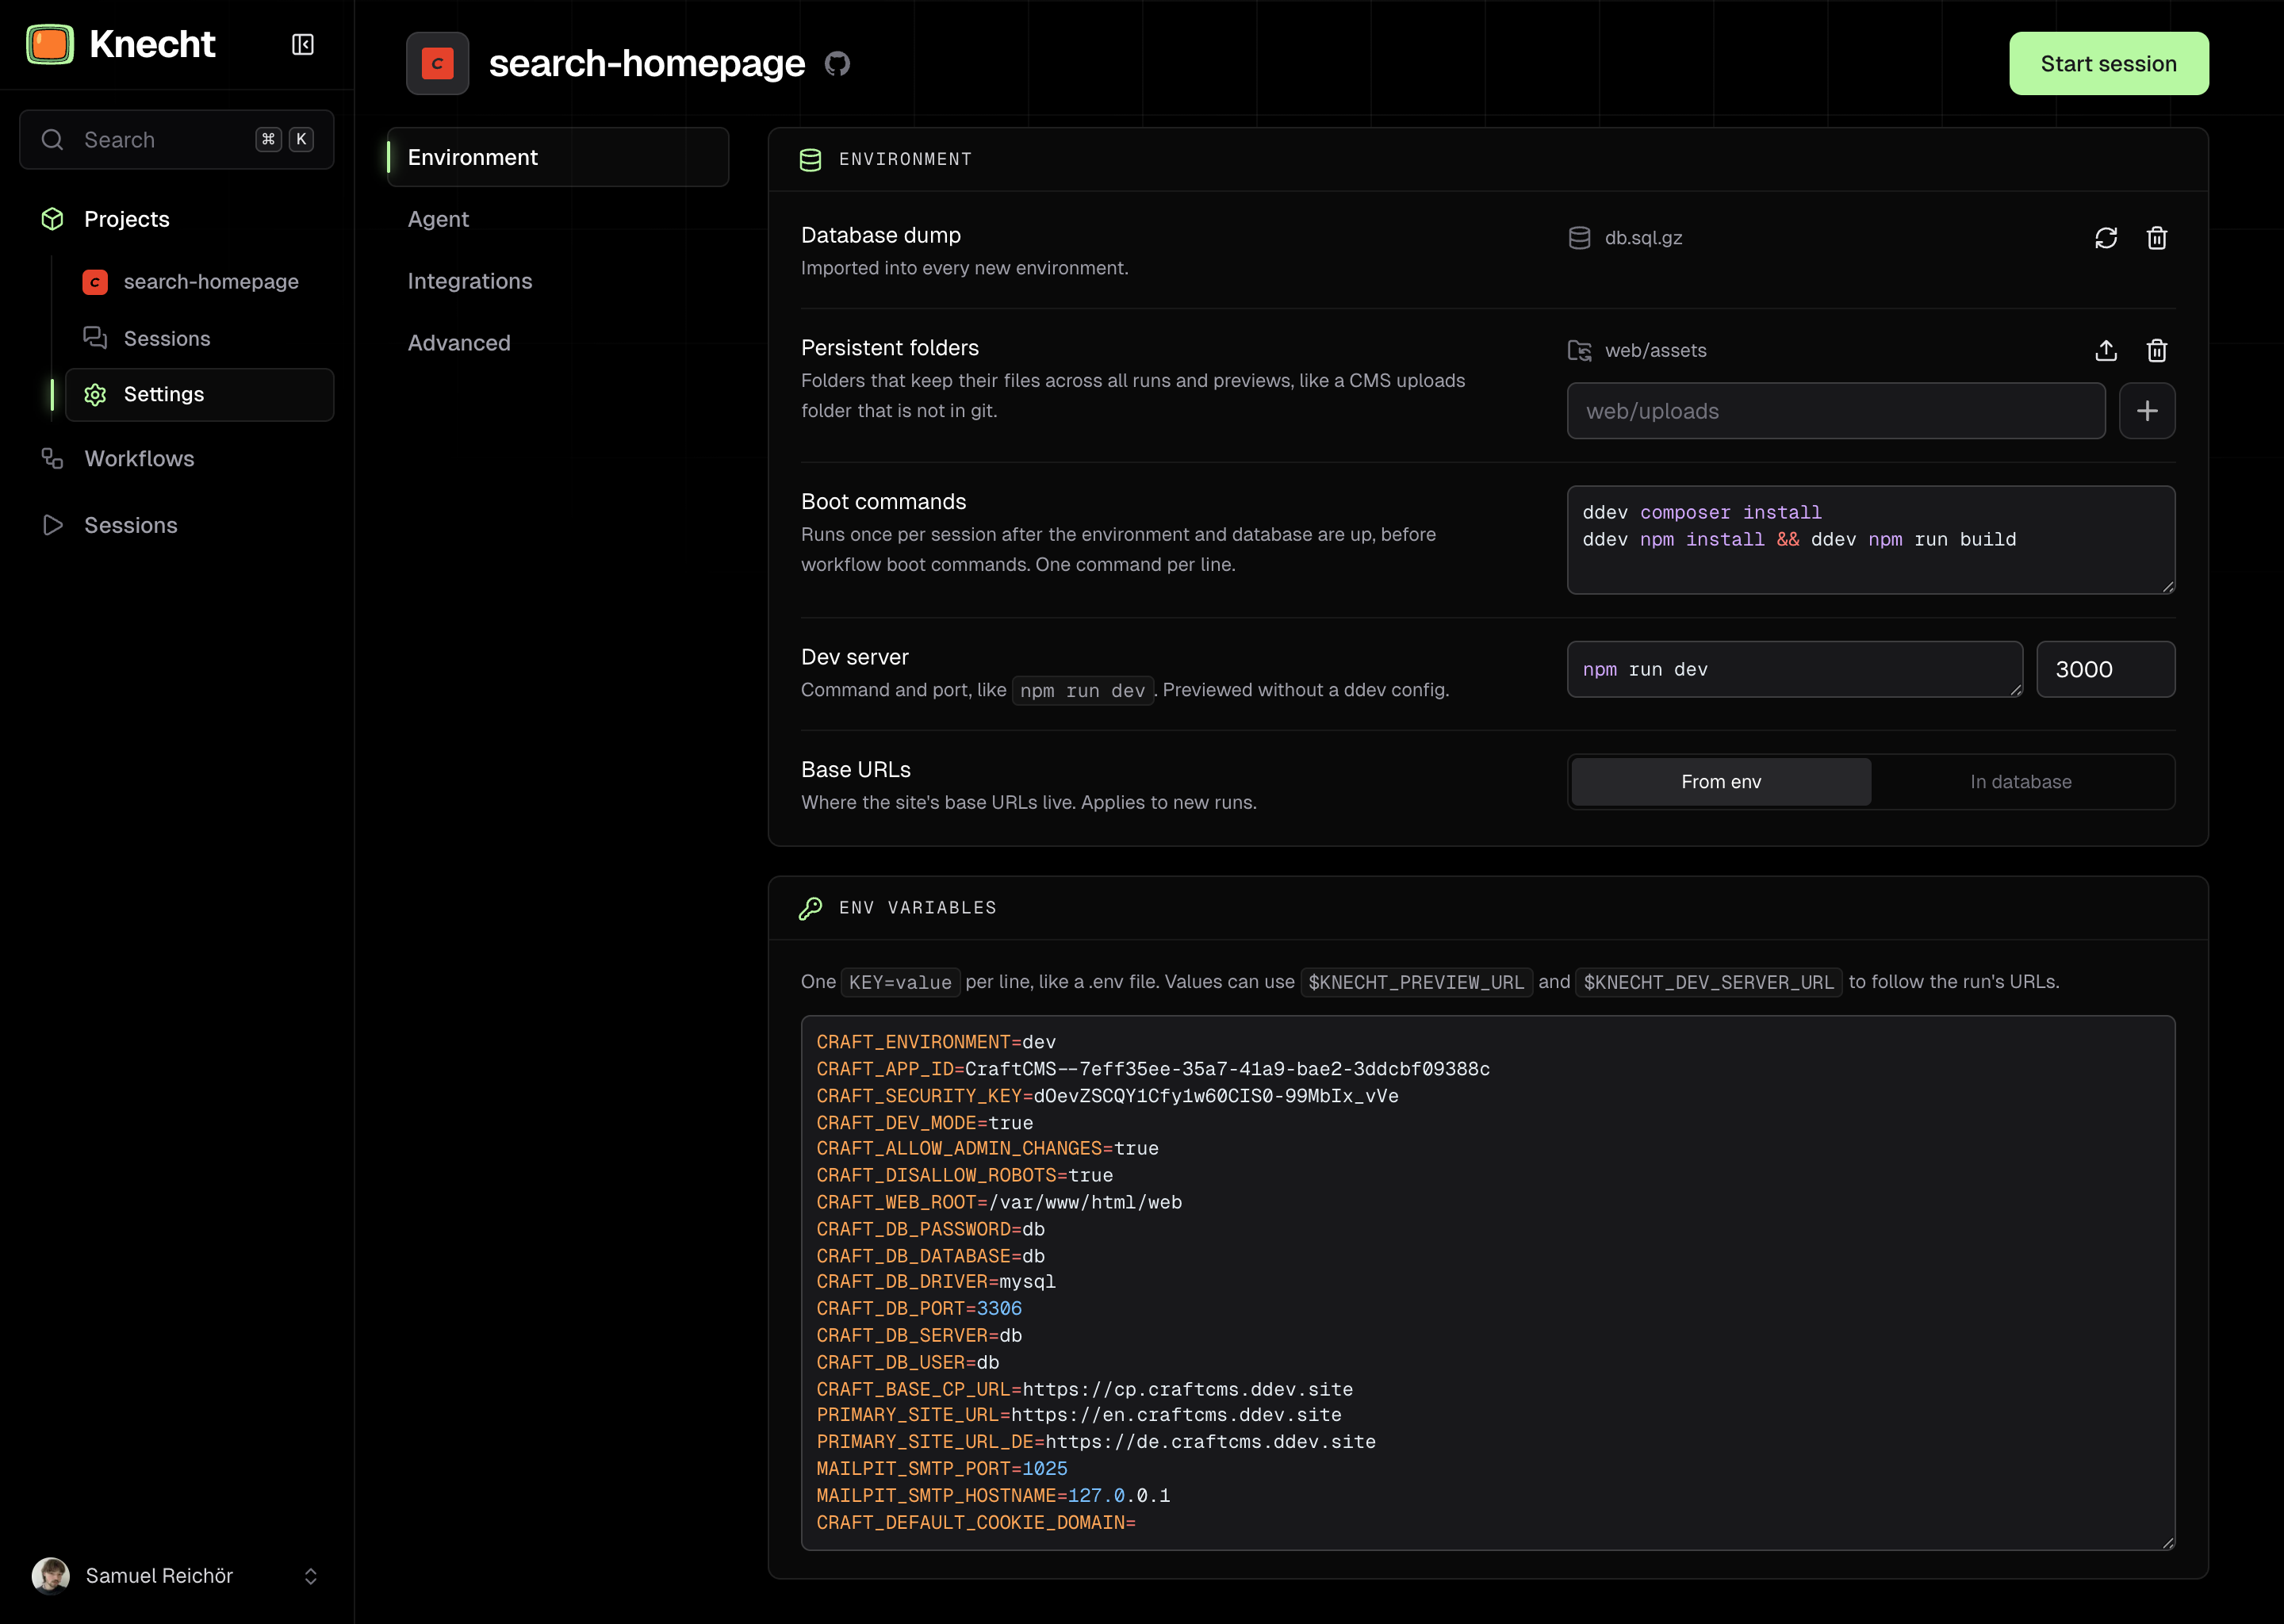 Knecht
Search
⌘ K
Projects
search-homepage
Sessions
Settings
Workflows
Sessions
Samuel Reichör
c
search-homepage
Start session
Environment
Agent
Integrations
Advanced
ENVIRONMENT
Database dump
Imported into every new environment.
db.sql.gz
Persistent folders
Folders that keep their files across all runs and previews, like a CMS uploads
folder that is not in git.
web/assets
web/uploads
Boot commands
Runs once per session after the environment and database are up, before
workflow boot commands. One command per line.
ddev composer install
ddev npm install && ddev npm run build
Dev server
Command and port, like npm run dev. Previewed without a ddev config.
npm run dev
3000
Base URLs
Where the site's base URLs live. Applies to new runs.
From env
In database
ENV VARIABLES
One KEY=value per line, like a .env file. Values can use $KNECHT_PREVIEW_URL and $KNECHT_DEV_SERVER_URL to follow the run's URLs.
CRAFT_ENVIRONMENT=dev
CRAFT_APP_ID=CraftCMS--7eff35ee-35a7-41a9-bae2-3ddcbf09388c
CRAFT_SECURITY_KEY=dOevZSCQY1Cfy1w60CIS0-99MbIx_vVe
CRAFT_DEV_MODE=true
CRAFT_ALLOW_ADMIN_CHANGES=true
CRAFT_DISALLOW_ROBOTS=true
CRAFT_WEB_ROOT=/var/www/html/web
CRAFT_DB_PASSWORD=db
CRAFT_DB_DATABASE=db
CRAFT_DB_DRIVER=mysql
CRAFT_DB_PORT=3306
CRAFT_DB_SERVER=db
CRAFT_DB_USER=db
CRAFT_BASE_CP_URL=https://cp.craftcms.ddev.site
PRIMARY_SITE_URL=https://en.craftcms.ddev.site
PRIMARY_SITE_URL_DE=https://de.craftcms.ddev.site
MAILPIT_SMTP_PORT=1025
MAILPIT_SMTP_HOSTNAME=127.0.0.1
CRAFT_DEFAULT_COOKIE_DOMAIN=